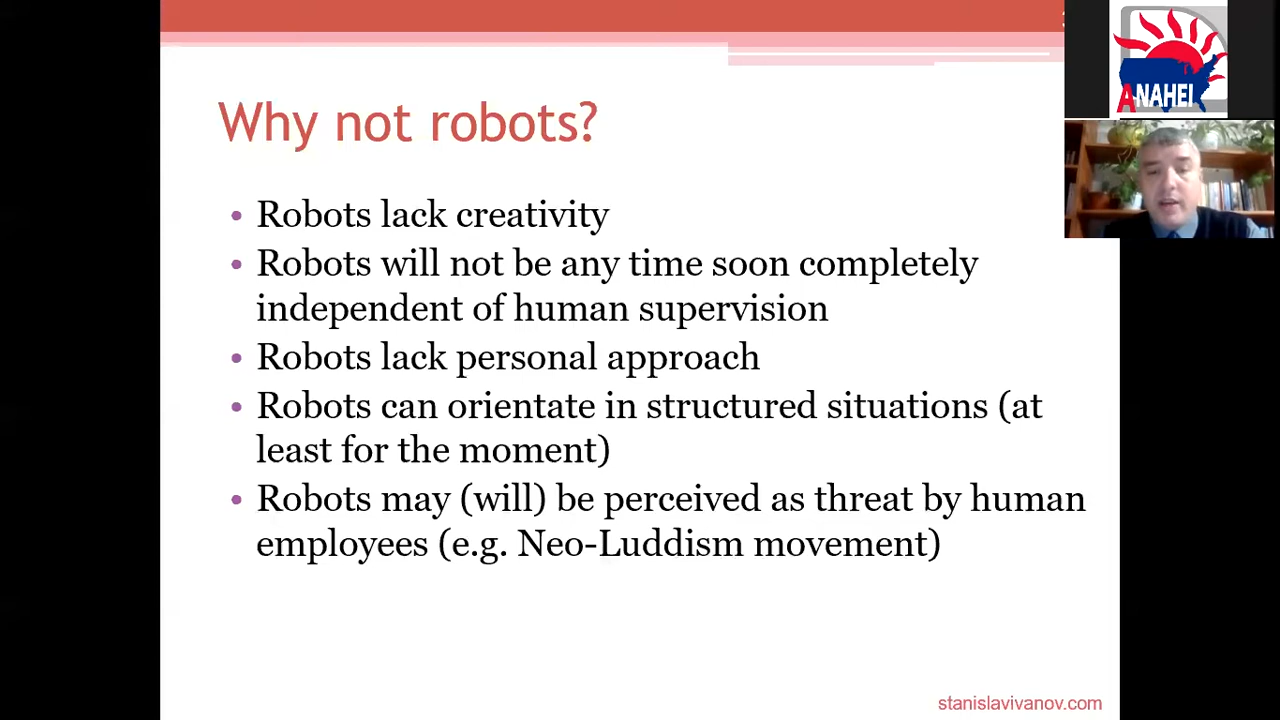 Why not robots?
• Robots lack creativity
• Robots will not be any time soon completely
independent of human supervision
• Robots lack personal approach
• Robots can orientate in structured situations (at
least for the moment)
• Robots may (will) be perceived as threat by human
employees (e.g. Neo-Luddism movement)
stanislavivanov.com
ANAHEI